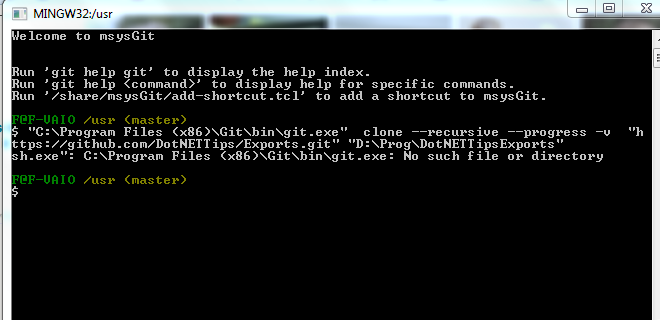 MINGW32:/usr
Welcome to msysGit
Run 'git help git' to display the help index.
Run 'git help <command>' to display help for specific commands.
Run '/share/msysGit/add-shortcut.tcl' to add a shortcut to msysGit.
F@F-VAIO /usr (master)
$ "C:\Program Files (x86)\Git\bin\git.exe"  clone --recursive --progress -v  "h
ttps://github.com/DotNETTips/Exports.git" "D:\Prog\DotNETTipsExports"
sh.exe": C:\Program Files (x86)\Git\bin\git.exe: No such file or directory
F@F-VAIO /usr (master)
$